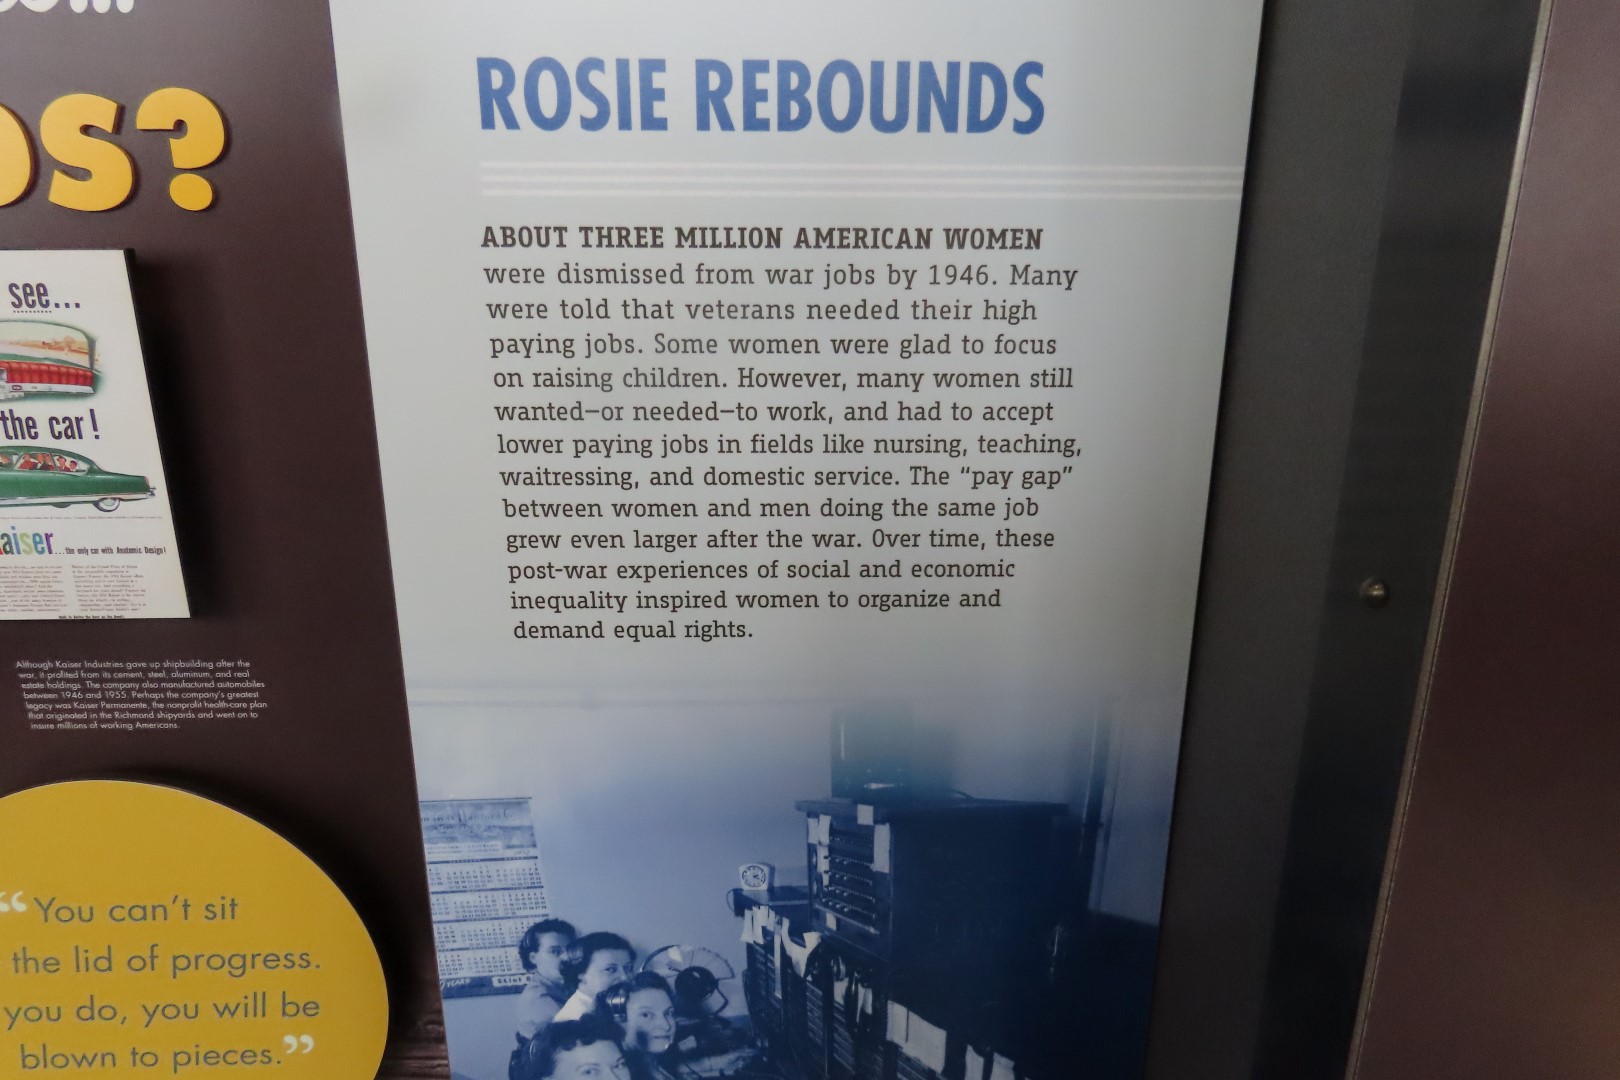 OS?
see...
the car!
aiser...the only car with Anatomic Design!
Although Kaiser Industries gave up shipbuilding after the
war, it profited from its cement, steel, aluminum, and real
estate holdings. The company also manufactured automobiles
between 1946 and 1955. Perhaps the company's greatest
legacy was Kaiser Permanente, the nonprofit health-care plan
that originated in the Richmond shipyards and went on to
insure millions of working Americans.
“You can't sit
the lid of progress.
you do, you will be
blown to pieces.”
ROSIE REBOUNDS
ABOUT THREE MILLION AMERICAN WOMEN
were dismissed from war jobs by 1946. Many
were told that veterans needed their high
paying jobs. Some women were glad to focus
on raising children. However, many women still
wanted—or needed—to work, and had to accept
lower paying jobs in fields like nursing, teaching,
waitressing, and domestic service. The “pay gap”
between women and men doing the same job
grew even larger after the war. Over time, these
post-war experiences of social and economic
inequality inspired women to organize and
demand equal rights.